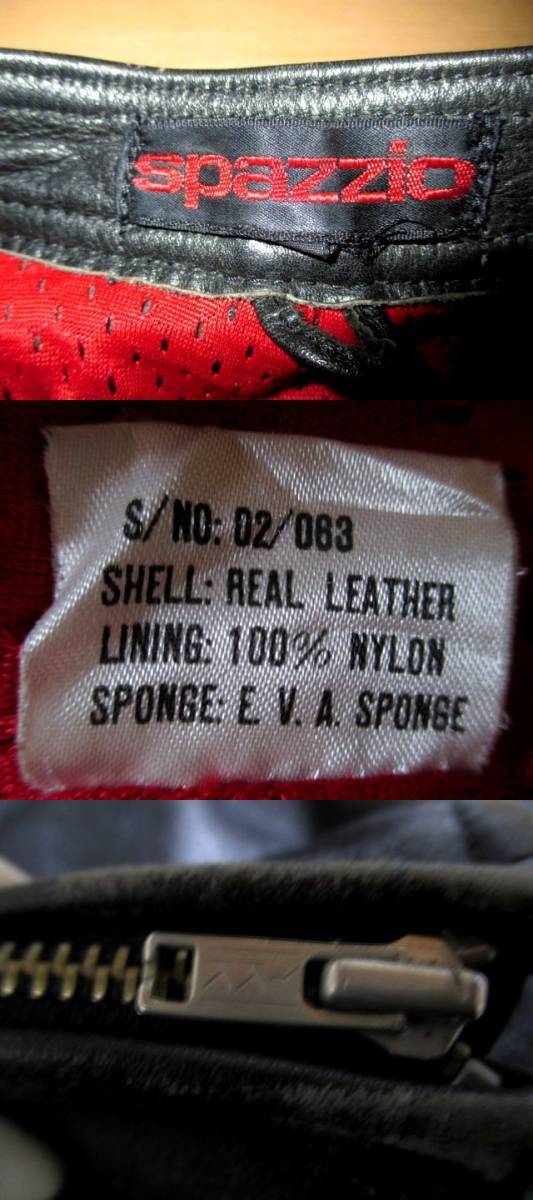 spazzio
S/NO: 02/063
SHELL: REAL LEATHER
LINING: 100% NYLON
SPONGE: E. V. A. SPONGE